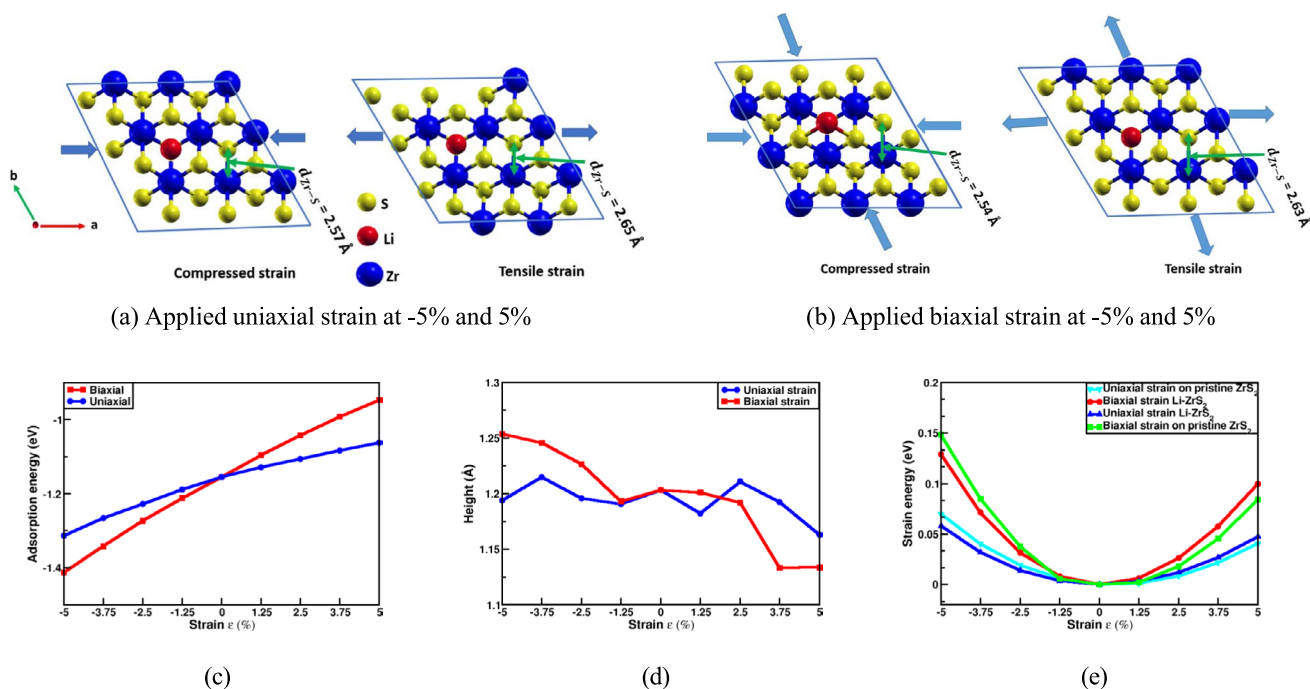 b
a
d Zr--S = 2.57 Å
S
Li
Zr
Compressed strain
d Zr--S = 2.65 Å
Tensile strain
(a) Applied uniaxial strain at -5% and 5%
d Zr--S = 2.54 Å
Compressed strain
d Zr--S = 2.63 Å
Tensile strain
(b) Applied biaxial strain at -5% and 5%
Biaxial
Uniaxial
Adsorption energy (eV)
-1
-1.2
-1.4
-5 -3.75 -2.5 -1.25 0 1.25 2.5 3.75 5
Strain ε (%)
(c)
Uniaxial strain
Biaxial strain
Height (Å)
1.3
1.25
1.2
1.15
1.1
-5 -3.75 -2.5 -1.25 0 1.25 2.5 3.75 5
Strain ε (%)
(d)
Uniaxial strain on pristine ZrS2
Biaxial strain Li-ZrS2
Uniaxial strain Li-ZrS2
Biaxial strain on pristine ZrS2
Strain energy (eV)
0.2
0.15
0.1
0.05
0
-5 -3.75 -2.5 -1.25 0 1.25 2.5 3.75 5
Strain ε (%)
(e)